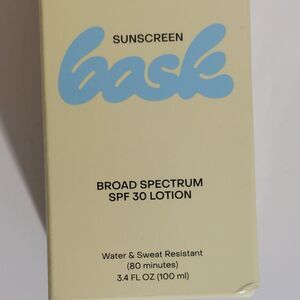 SUNSCREEN
bask
BROAD SPECTRUM
SPF 30 LOTION
Water & Sweat Resistant
(80 minutes)
3.4 FL OZ (100 ml)